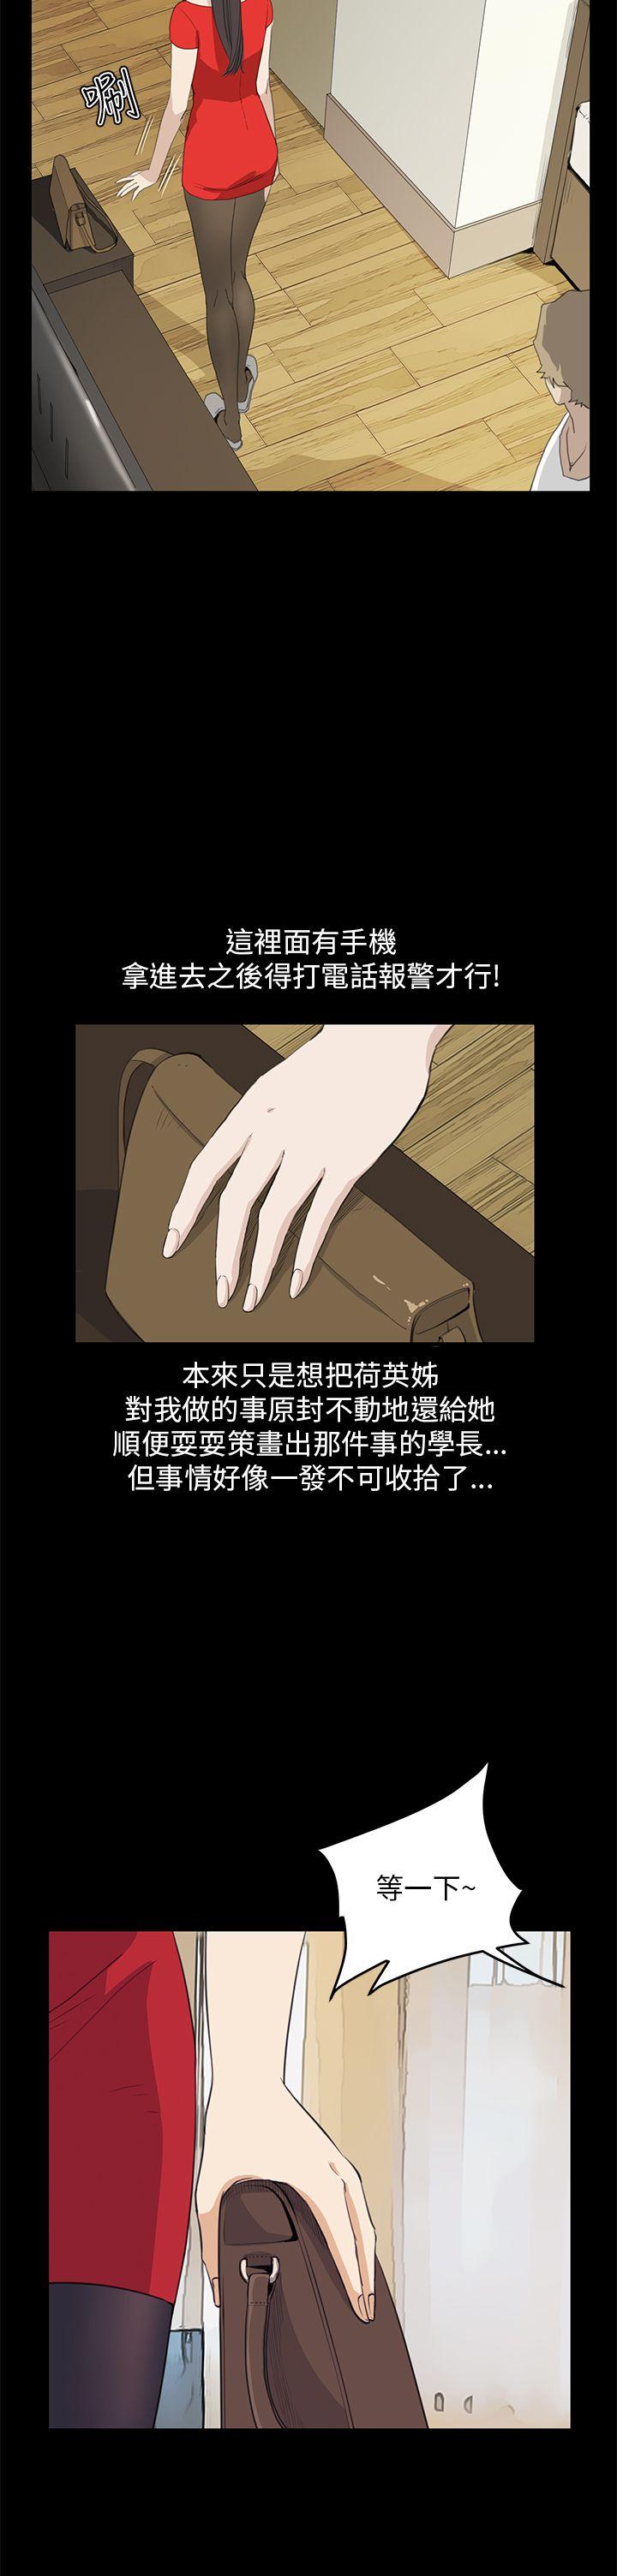 唰
這裡面有手機
拿進去之後得打電話報警才行!
本來只是想把荷英姊
對我做的事原封不動地還給她
順便耍耍策畫出那件事的學長...
但事情好像一發不可收拾了...
等一下~